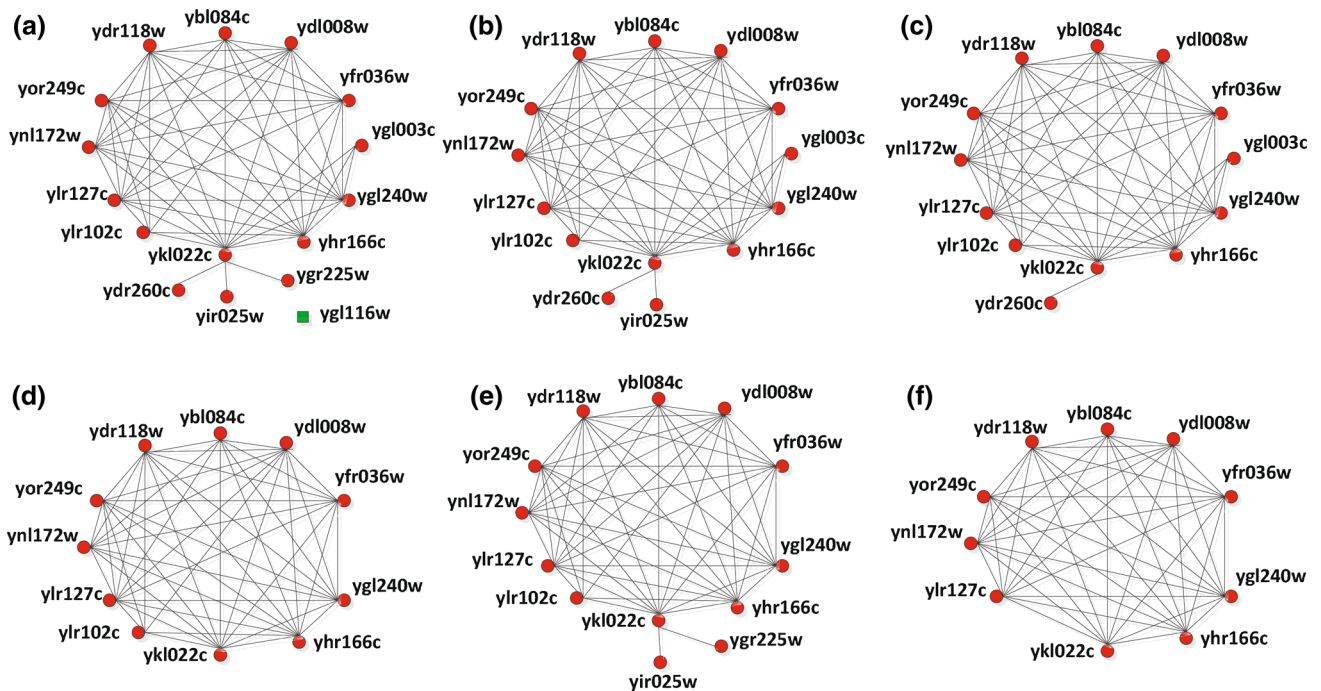 (a)
ybl084c
ydr118w
ydl008w
yor249c
yfr036w
ynl172w
ygl003c
ylr127c
ygl240w
ylr102c
yhr166c
ykl022c
ygr225w
ydr260c
yir025w
ygl116w
(b)
ybl084c
ydr118w
ydl008w
yfr036w
yor249c
ygl003c
ynl172w
ygl240w
ylr127c
ylr102c
yhr166c
ykl022c
ydr260c
yir025w
(c)
ybl084c
ydr118w
ydl008w
yfr036w
yor249c
ygl003c
ynl172w
ylr127c
ygl240w
ylr102c
yhr166c
ykl022c
ydr260c
(d)
ybl084c
ydr118w
ydl008w
yfr036w
yor249c
ynl172w
ylr127c
ygl240w
ylr102c
yhr166c
ykl022c
(e)
ybl084c
ydr118w
ydl008w
yfr036w
yor249c
ynl172w
ygl240w
ylr127c
ylr102c
yhr166c
ykl022c
ygr225w
yir025w
(f)
ybl084c
ydr118w
ydl008w
yfr036w
yor249c
ynl172w
ygl240w
ylr127c
yhr166c
ykl022c